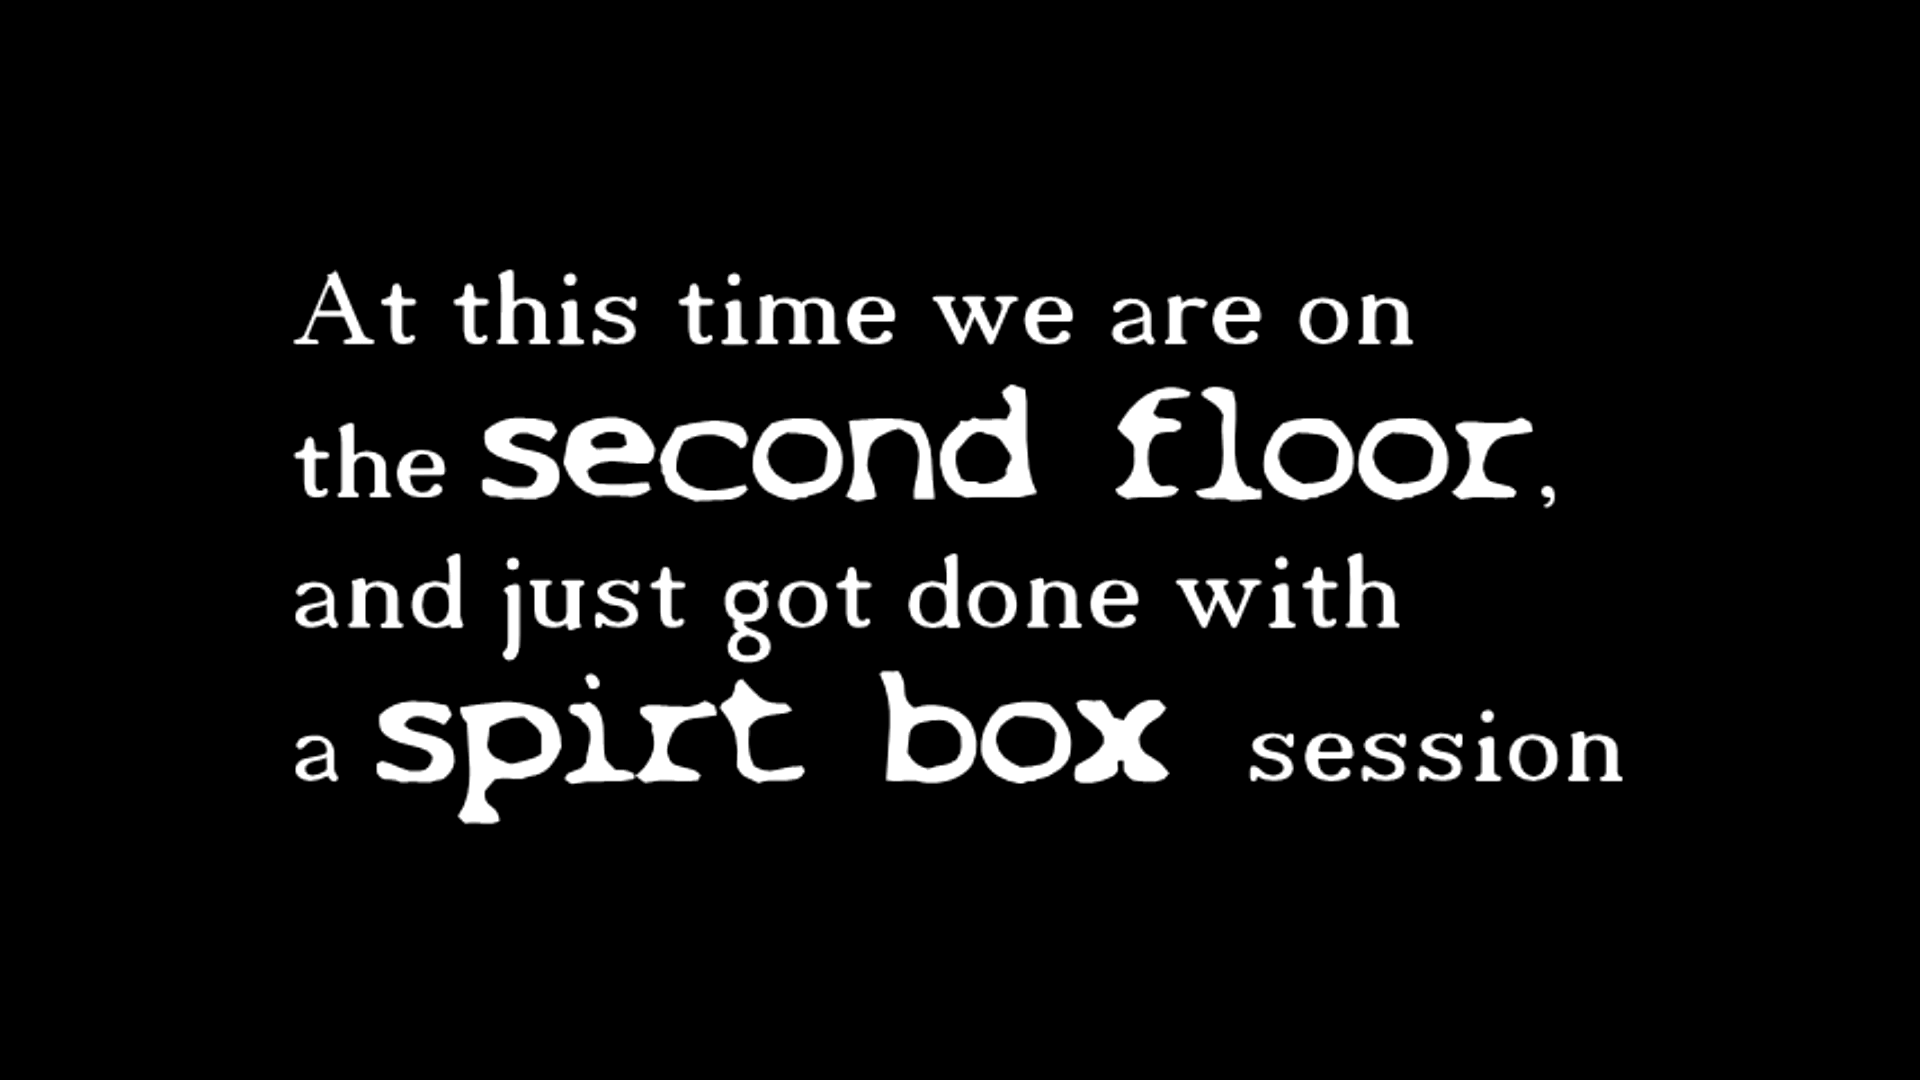 At this time we are on
the second floor,
and just got done with
a spirt box session